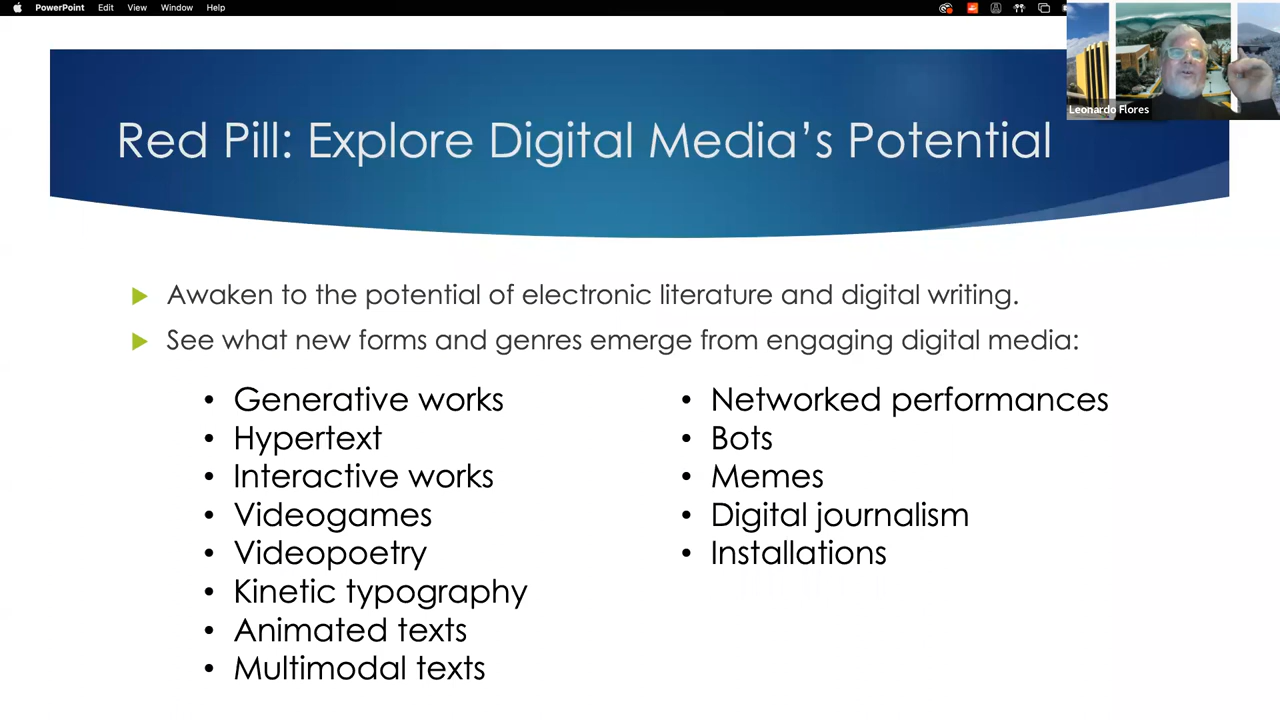 PowerPoint Edit View Window Help
Leonardo Flores
Red Pill: Explore Digital Media's Potential
Awaken to the potential of electronic literature and digital writing.
See what new forms and genres emerge from engaging digital media:
• Generative works
• Hypertext
• Interactive works
• Videogames
• Videopoetry
• Kinetic typography
• Animated texts
• Multimodal texts
• Networked performances
• Bots
• Memes
• Digital journalism
• Installations